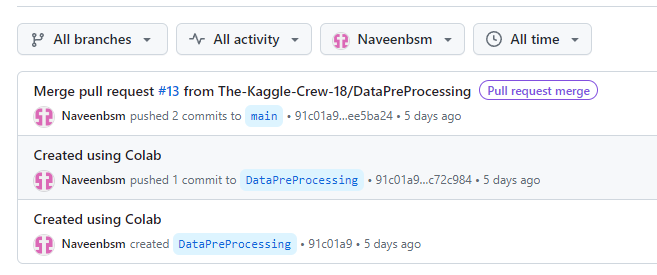 All branches All activity Naveenbsm All time
Merge pull request #13 from The-Kaggle-Crew-18/DataPreProcessing Pull request merge
Naveenbsm pushed 2 commits to main • 91c01a9...ee5ba24 • 5 days ago
Created using Colab
Naveenbsm pushed 1 commit to DataPreProcessing • 91c01a9...c72c984 • 5 days ago
Created using Colab
Naveenbsm created DataPreProcessing • 91c01a9 • 5 days ago